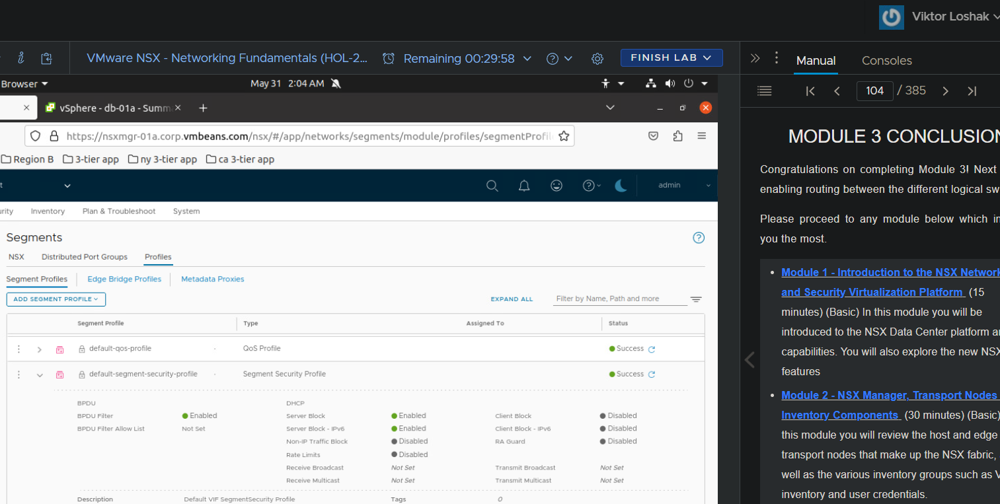 Viktor Loshak
VMware NSX - Networking Fundamentals (HOL-2...
Remaining 00:29:58
FINISH LAB
Manual
Consoles
Browser
May 31 2:04 AM
104 / 385
vSphere - db-01a - Summ
https://nsxmgr-01a.corp.vmbeans.com/nsx/#/app/networks/segments/module/profiles/segmentProfil
Region B
3-tier app
ny 3-tier app
ca 3-tier app
admin
Inventory
Plan & Troubleshoot
System
Segments
NSX
Distributed Port Groups
Profiles
Segment Profiles
Edge Bridge Profiles
Metadata Proxies
ADD SEGMENT PROFILE
EXPAND ALL
Filter by Name, Path and more
Segment Profile
Type
Assigned To
Status
default-qos-profile
QoS Profile
Success
default-segment-security-profile
Segment Security Profile
Success
BPDU
DHCP
BPDU Filter
Enabled
Server Block
Enabled
Client Block
Disabled
BPDU Filter Allow List
Not Set
Server Block - IPv6
Enabled
Client Block - IPv6
Disabled
Non-IP Traffic Block
Disabled
RA Guard
Disabled
Rate Limits
Disabled
Receive Broadcast
Not Set
Transmit Broadcast
Not Set
Receive Multicast
Not Set
Transmit Multicast
Not Set
Description
Default VIF SegmentSecurity Profile
Tags
0
MODULE 3 CONCLUSION
Congratulations on completing Module 3! Next
enabling routing between the different logical sw
Please proceed to any module below which in
you the most.
• Module 1 - Introduction to the NSX Network
and Security Virtualization Platform (15
minutes) (Basic) In this module you will be
introduced to the NSX Data Center platform a
capabilities. You will also explore the new NSX
features
• Module 2 - NSX Manager, Transport Nodes
Inventory Components (30 minutes) (Basic)
this module you will review the host and edge
transport nodes that make up the NSX fabric,
well as the various inventory groups such as V
inventory and user credentials.